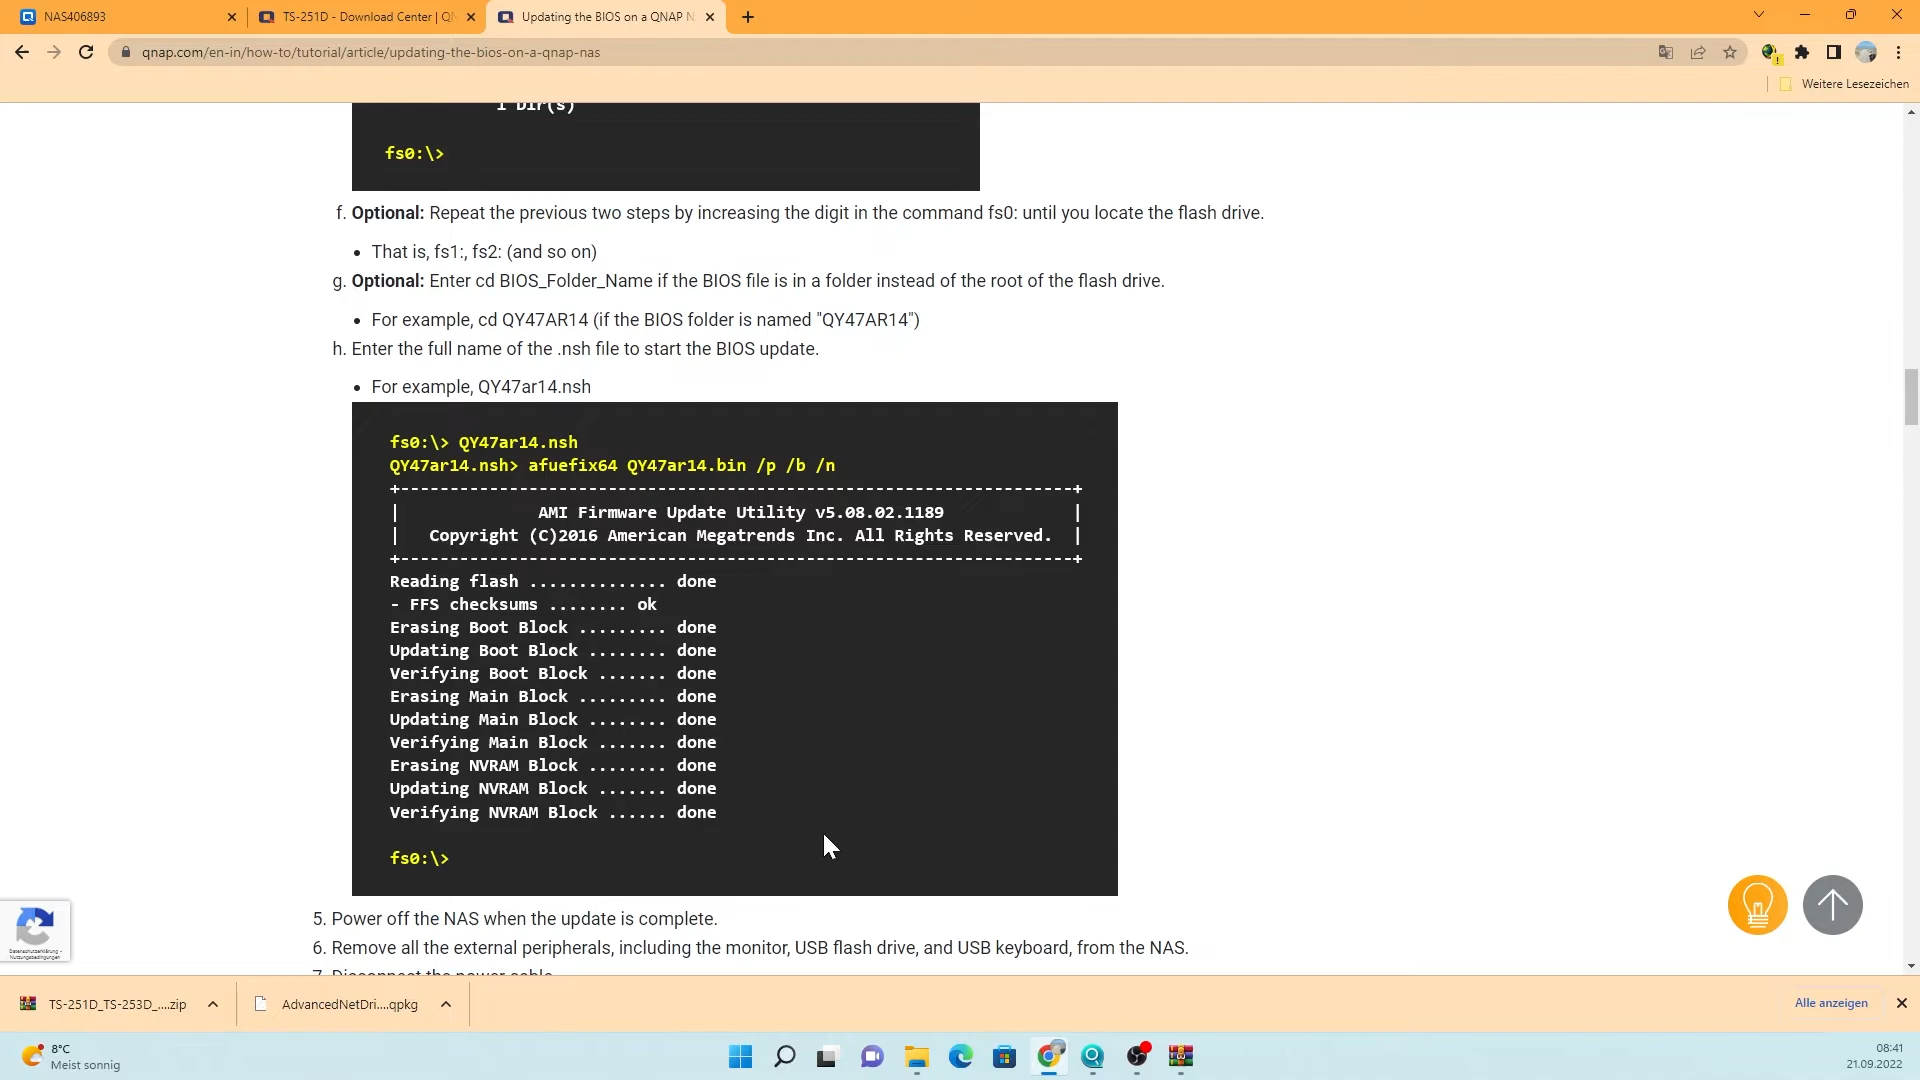 NAS406893
TS-251D - Download Center | QN
Updating the BIOS on a QNAP N
qnap.com/en-in/how-to/tutorial/article/updating-the-bios-on-a-qnap-nas
Weitere Lesezeichen
1 Dir(s)
fs0:\>
f. Optional: Repeat the previous two steps by increasing the digit in the command fs0: until you locate the flash drive.
• That is, fs1:, fs2: (and so on)
g. Optional: Enter cd BIOS_Folder_Name if the BIOS file is in a folder instead of the root of the flash drive.
• For example, cd QY47AR14 (if the BIOS folder is named "QY47AR14")
h. Enter the full name of the .nsh file to start the BIOS update.
• For example, QY47ar14.nsh
fs0:\> QY47ar14.nsh
QY47ar14.nsh> afuefix64 QY47ar14.bin /p /b /n
+--------------------------------------------------------------------+
| AMI Firmware Update Utility v5.08.02.1189 |
| Copyright (C)2016 American Megatrends Inc. All Rights Reserved. |
+--------------------------------------------------------------------+
Reading flash .............. done
- FFS checksums ........ ok
Erasing Boot Block ......... done
Updating Boot Block ........ done
Verifying Boot Block ....... done
Erasing Main Block ......... done
Updating Main Block ........ done
Verifying Main Block ....... done
Erasing NVRAM Block ........ done
Updating NVRAM Block ....... done
Verifying NVRAM Block ...... done
fs0:\>
5. Power off the NAS when the update is complete.
6. Remove all the external peripherals, including the monitor, USB flash drive, and USB keyboard, from the NAS.
7. Disconnect the power cable
Datenschutzerklärung -
Nutzungsbedingungen
TS-251D_TS-253D_....zip
AdvancedNetDri....qpkg
Alle anzeigen
8°C
Meist sonnig
08:41
21.09.2022